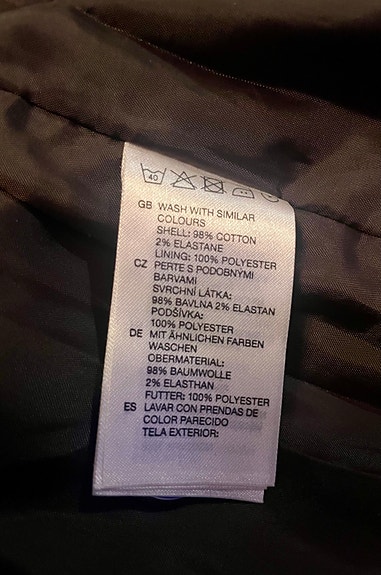 40
GB WASH WITH SIMILAR
COLOURS
SHELL: 98% COTTON
2% ELASTANE
LINING: 100% POLYESTER
CZ PERTE S PODOBNÝMI
BARVAMI
SVRCHNÍ LÁTKA:
98% BAVLNA 2% ELASTAN
PODŠÍVKA:
100% POLYESTER
DE MIT ÄHNLICHEN FARBEN
WASCHEN
OBERMATERIAL:
98% BAUMWOLLE
2% ELASTHAN
FUTTER: 100% POLYESTER
ES LAVAR CON PRENDAS DE
COLOR PARECIDO
TELA EXTERIOR: